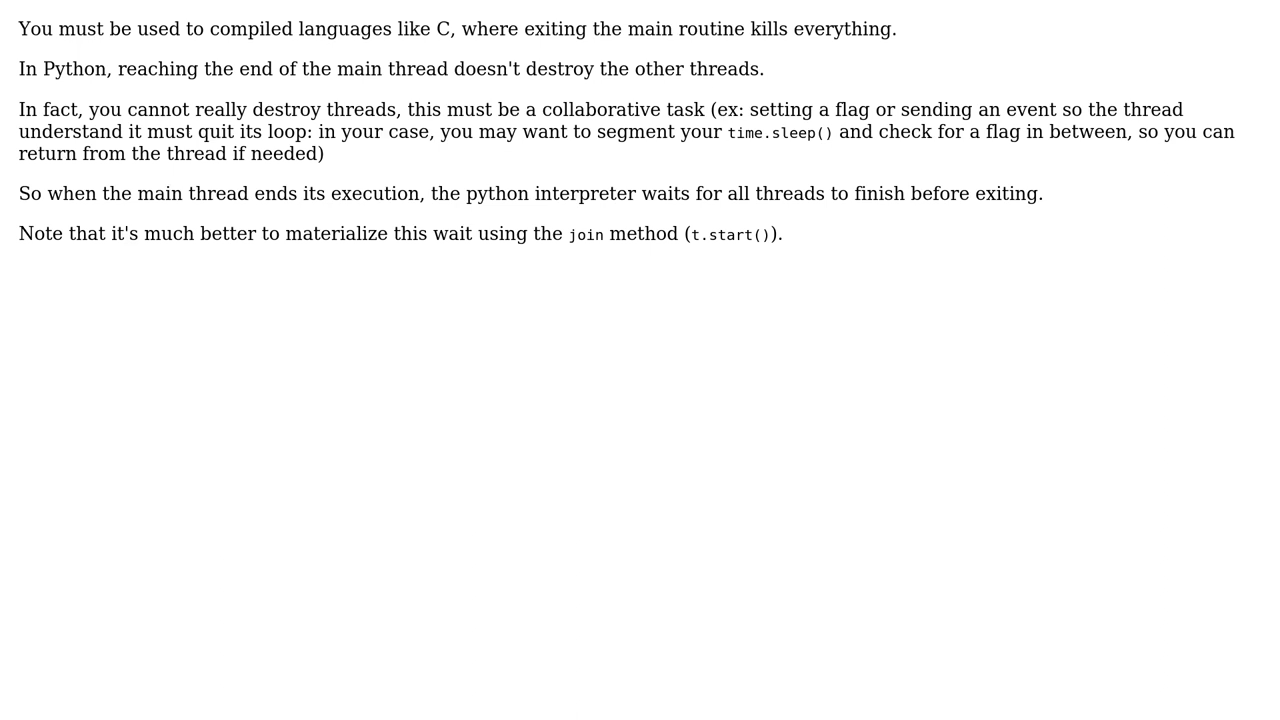 You must be used to compiled languages like C, where exiting the main routine kills everything.
In Python, reaching the end of the main thread doesn't destroy the other threads.
In fact, you cannot really destroy threads, this must be a collaborative task (ex: setting a flag or sending an event so the thread
understand it must quit its loop: in your case, you may want to segment your time.sleep() and check for a flag in between, so you can
return from the thread if needed)
So when the main thread ends its execution, the python interpreter waits for all threads to finish before exiting.
Note that it's much better to materialize this wait using the join method (t.start()).